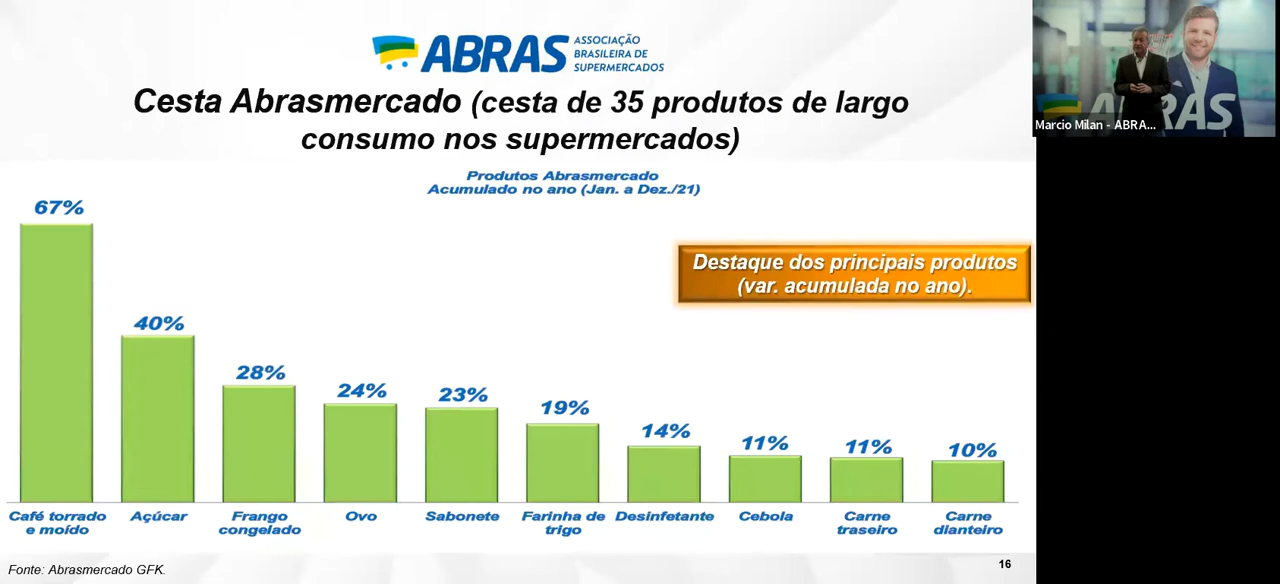 ABRAS
ASSOCIAÇÃO
BRASILEIRA DE
SUPERMERCADOS
Cesta Abrasmercado (cesta de 35 produtos de largo
consumo nos supermercados)
Produtos Abrasmercado
Acumulado no ano (Jan. a Dez./21)
Destaque dos principais produtos
(var. acumulada no ano).
67%
40%
28%
24%
23%
19%
14%
11%
11%
10%
Café torrado
e moído
Açúcar
Frango
congelado
Ovo
Sabonete
Farinha de
trigo
Desinfetante
Cebola
Carne
traseiro
Carne
dianteiro
Fonte: Abrasmercado GFK.
16
Marcio Milan - ABRA...